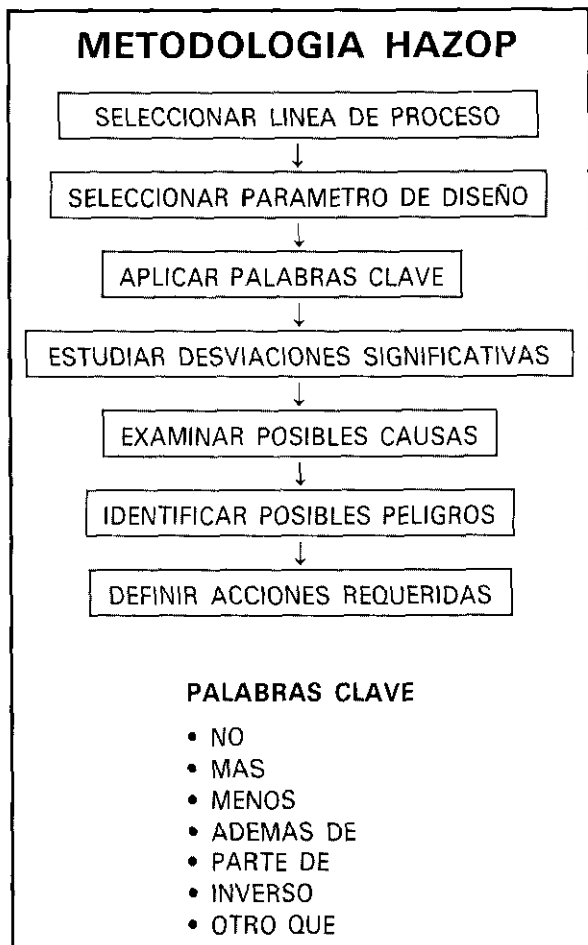 METODOLOGIA HAZOP
SELECCIONAR LINEA DE PROCESO
↓
SELECCIONAR PARAMETRO DE DISEÑO
↓
APLICAR PALABRAS CLAVE
↓
ESTUDIAR DESVIACIONES SIGNIFICATIVAS
↓
EXAMINAR POSIBLES CAUSAS
↓
IDENTIFICAR POSIBLES PELIGROS
↓
DEFINIR ACCIONES REQUERIDAS
PALABRAS CLAVE
• NO
• MAS
• MENOS
• ADEMAS DE
• PARTE DE
• INVERSO
• OTRO QUE